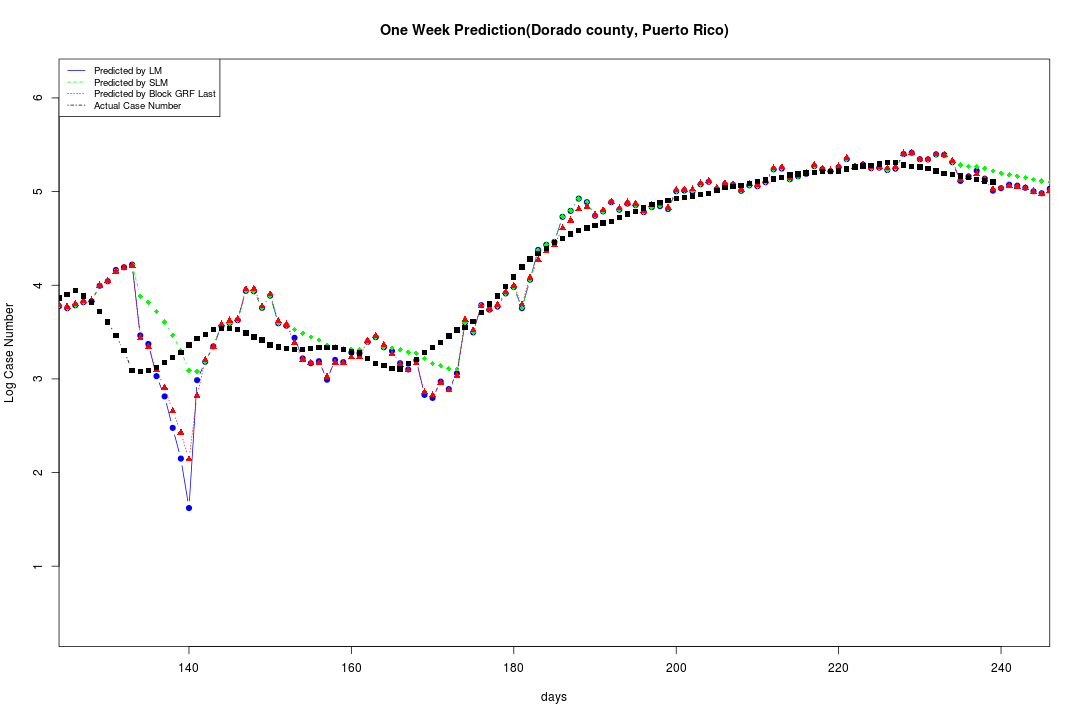 One Week Prediction(Dorado county, Puerto Rico)
Predicted by LM
Predicted by SLM
Predicted by Block GRF Last
Actual Case Number
Log Case Number
6
5
4
3
2
1
140 160 180 200 220 240
days